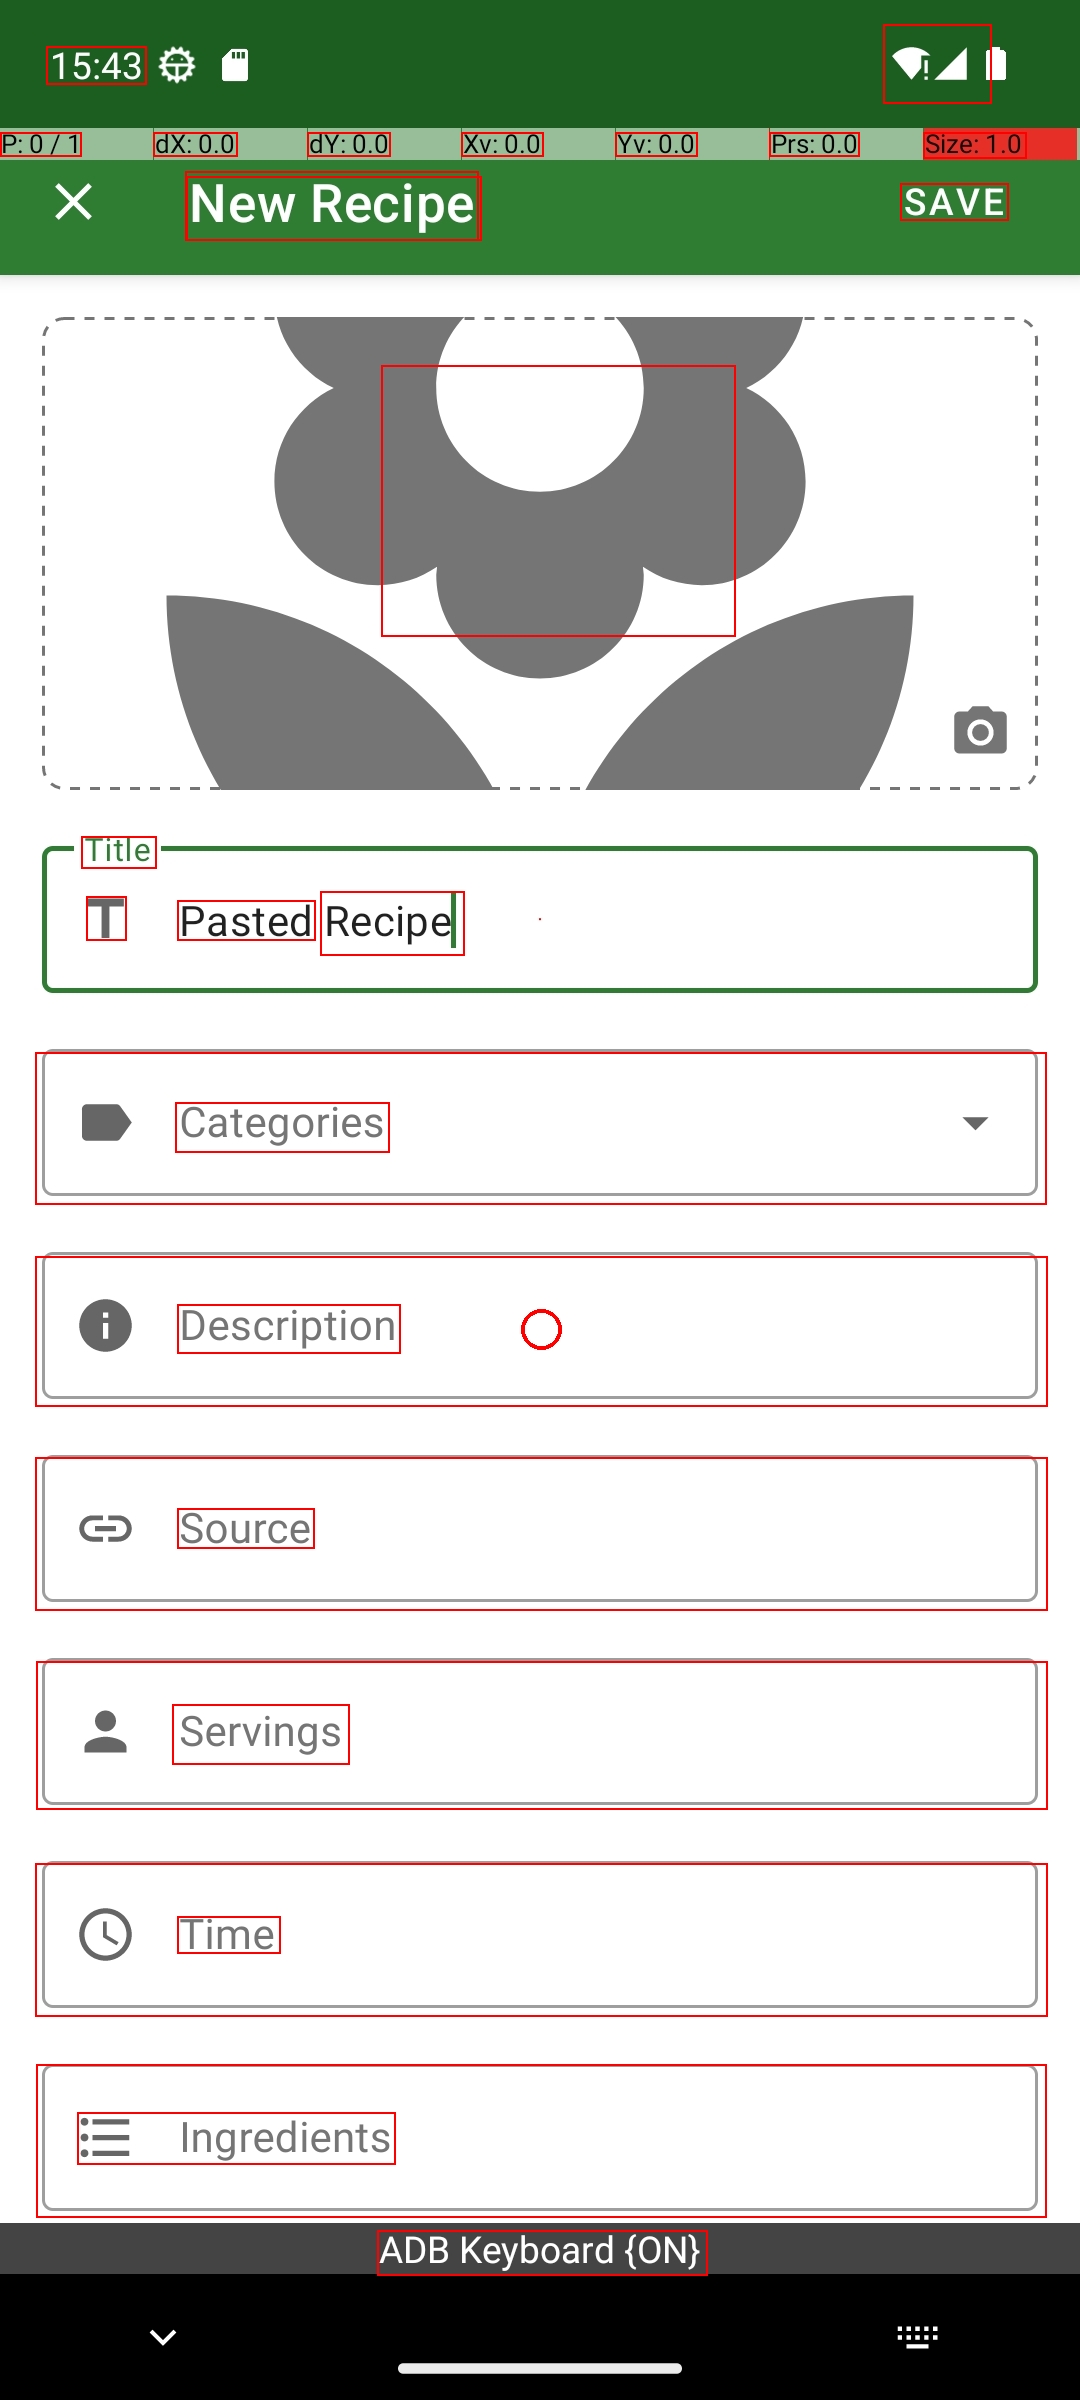 15:43
P: 0 / 1 dX: 0.0 dY: 0.0 Xv: 0.0 Yv: 0.0 Prs: 0.0 Size: 1.0
New Recipe SAVE
Title
Pasted Recipe
Categories
Description
Source
Servings
Time
Ingredients
ADB Keyboard {ON}